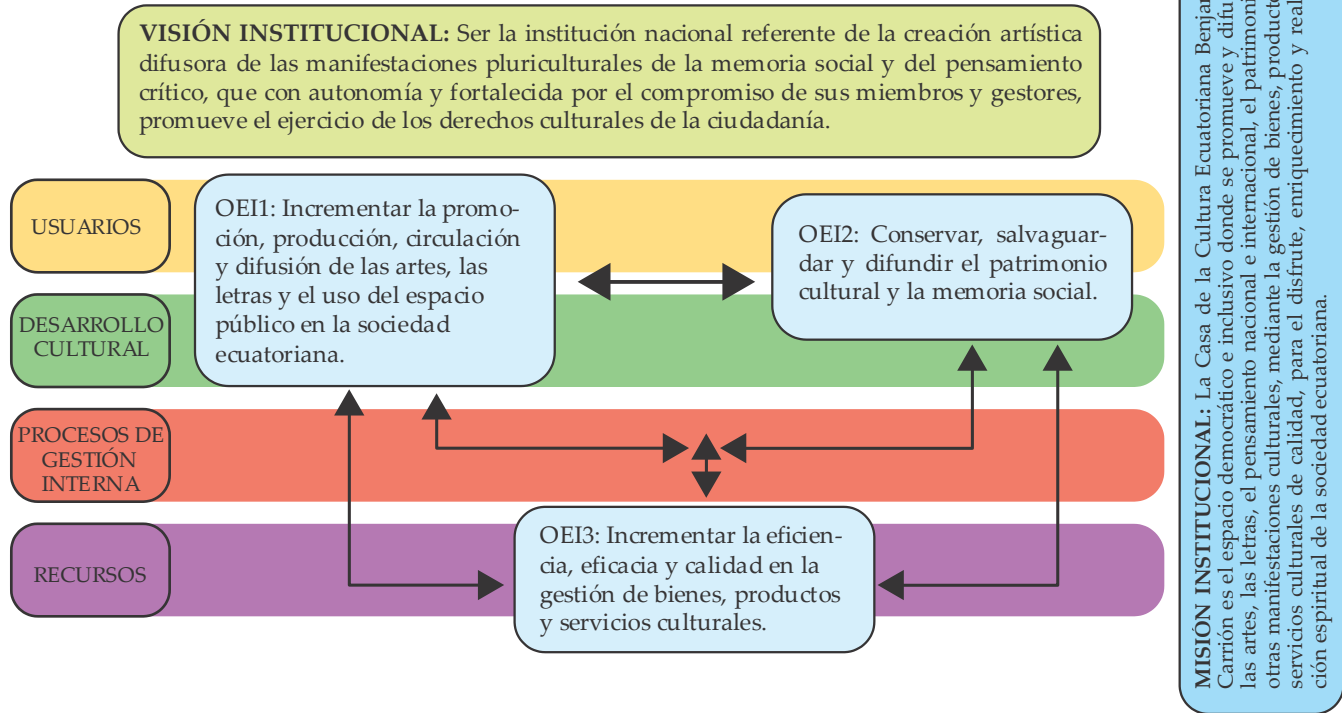 VISIÓN INSTITUCIONAL: Ser la institución nacional referente de la creación artística
difusora de las manifestaciones pluriculturales de la memoria social y del pensamiento
crítico, que con autonomía y fortalecida por el compromiso de sus miembros y gestores,
promueve el ejercicio de los derechos culturales de la ciudadanía.
USUARIOS
OEI1: Incrementar la promo-
ción, producción, circulación
y difusión de las artes, las
letras y el uso del espacio
público en la sociedad
ecuatoriana.
OEI2: Conservar, salvaguar-
dar y difundir el patrimonio
cultural y la memoria social.
DESARROLLO
CULTURAL
PROCESOS DE
GESTIÓN
INTERNA
RECURSOS
OEI3: Incrementar la eficien-
cia, eficacia y calidad en la
gestión de bienes, productos
y servicios culturales.
MISIÓN INSTITUCIONAL: La Casa de la Cultura Ecuatoriana Benjam
Carrión es el espacio democrático e inclusivo donde se promueve y difu
las artes, las letras, el pensamiento nacional e internacional, el patrimoni
otras manifestaciones culturales, mediante la gestión de bienes, product
servicios culturales de calidad, para el disfrute, enriquecimiento y real
ción espiritual de la sociedad ecuatoriana.